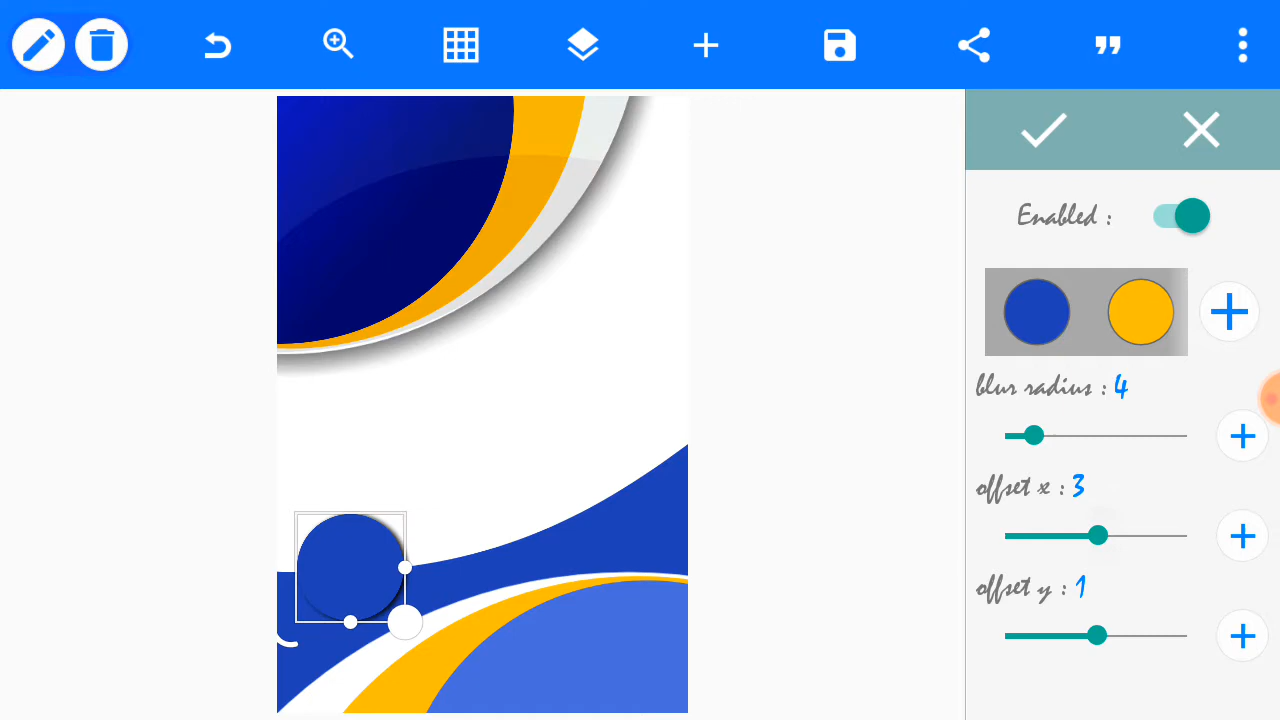 Enabled :
blur radius : 4
offset x : 3
offset y : 1